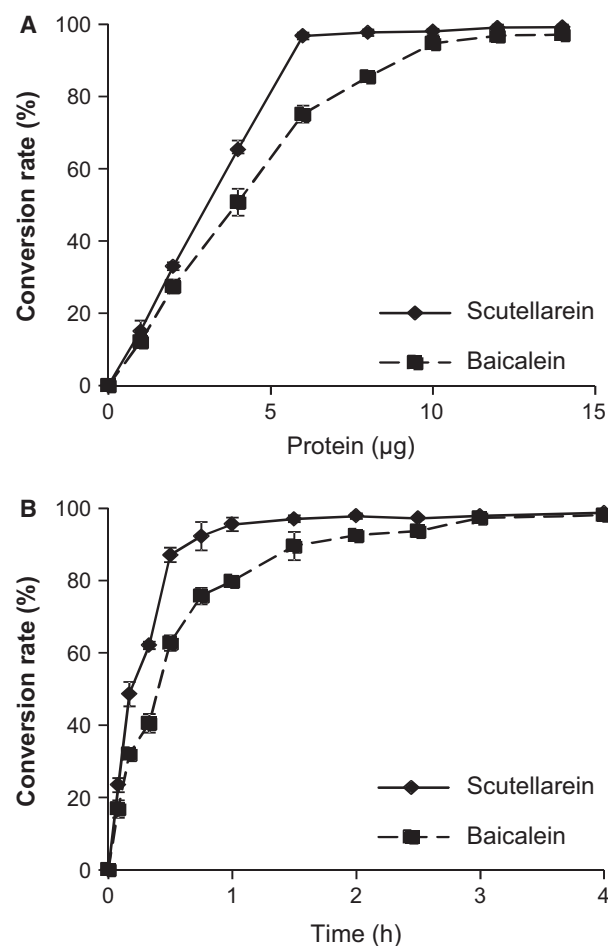 A
Conversion rate (%)
100
80
60
40
20
0
Scutellarein
Baicalein
0 5 10 15
Protein (µg)
B
Conversion rate (%)
100
80
60
40
20
0
Scutellarein
Baicalein
0 1 2 3 4
Time (h)